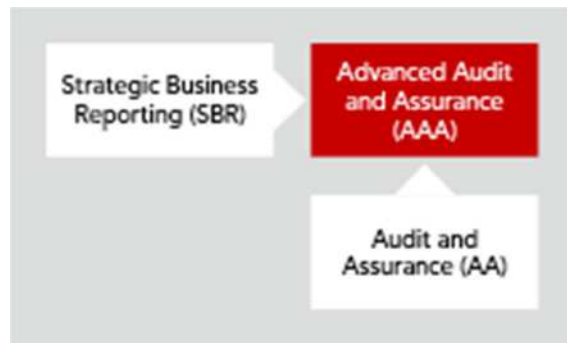 Strategic Business
Reporting (SBR)
Advanced Audit
and Assurance
(AAA)
Audit and
Assurance (AA)